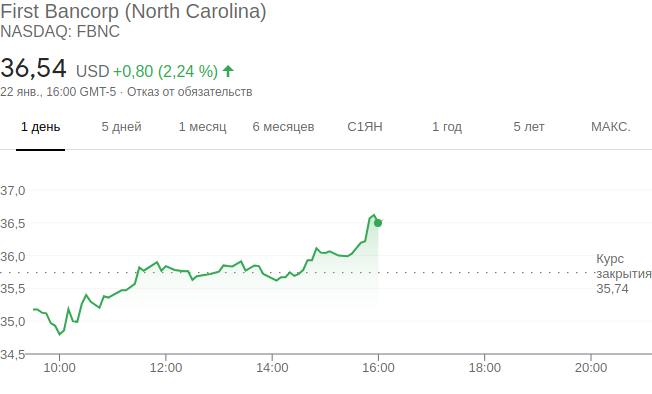 First Bancorp (North Carolina)
NASDAQ: FBNC
36,54 USD +0,80 (2,24 %)
22 янв., 16:00 GMT-5 · Отказ от обязательств
1 день 5 дней 1 месяц 6 месяцев С1ЯН 1 год 5 лет МАКС.
37,0
36,5
36,0
35,5
35,0
34,5
Курс
закрытия
35,74
10:00 12:00 14:00 16:00 18:00 20:00